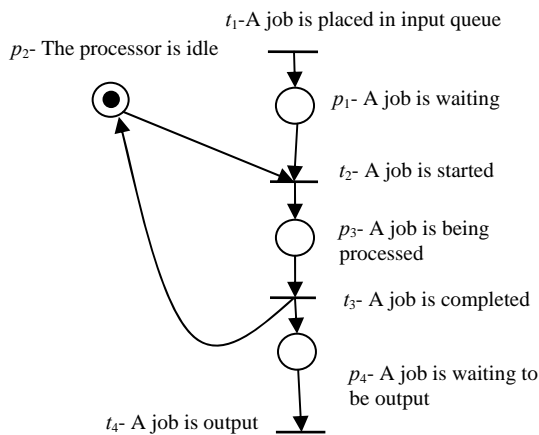 t₁-A job is placed in input queue
p₂- The processor is idle
p₁- A job is waiting
t₂- A job is started
p₃- A job is being
processed
t₃- A job is completed
p₄- A job is waiting to
be output
t₄- A job is output